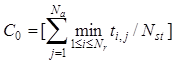 $C_0 = [\sum_{j=1}^{N_a} \min_{1 \le i \le N_r} t_{i,j} / N_{st}]$